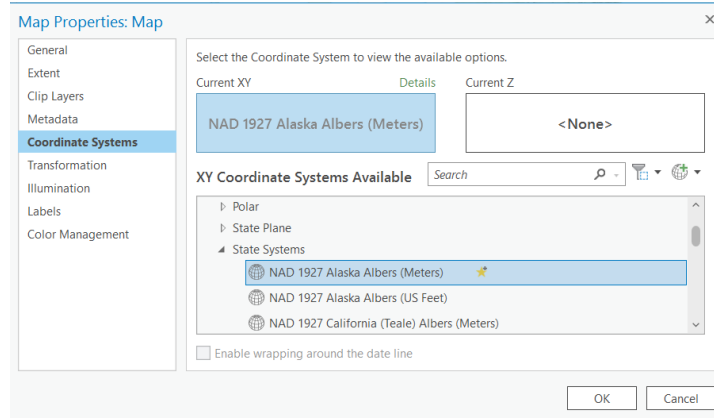 Map Properties: Map
General
Extent
Clip Layers
Metadata
Coordinate Systems
Transformation
Illumination
Labels
Color Management
Select the Coordinate System to view the available options.
Current XY Details Current Z
NAD 1927 Alaska Albers (Meters) <None>
XY Coordinate Systems Available Search
Polar
State Plane
State Systems
NAD 1927 Alaska Albers (Meters)
NAD 1927 Alaska Albers (US Feet)
NAD 1927 California (Teale) Albers (Meters)
Enable wrapping around the date line
OK Cancel